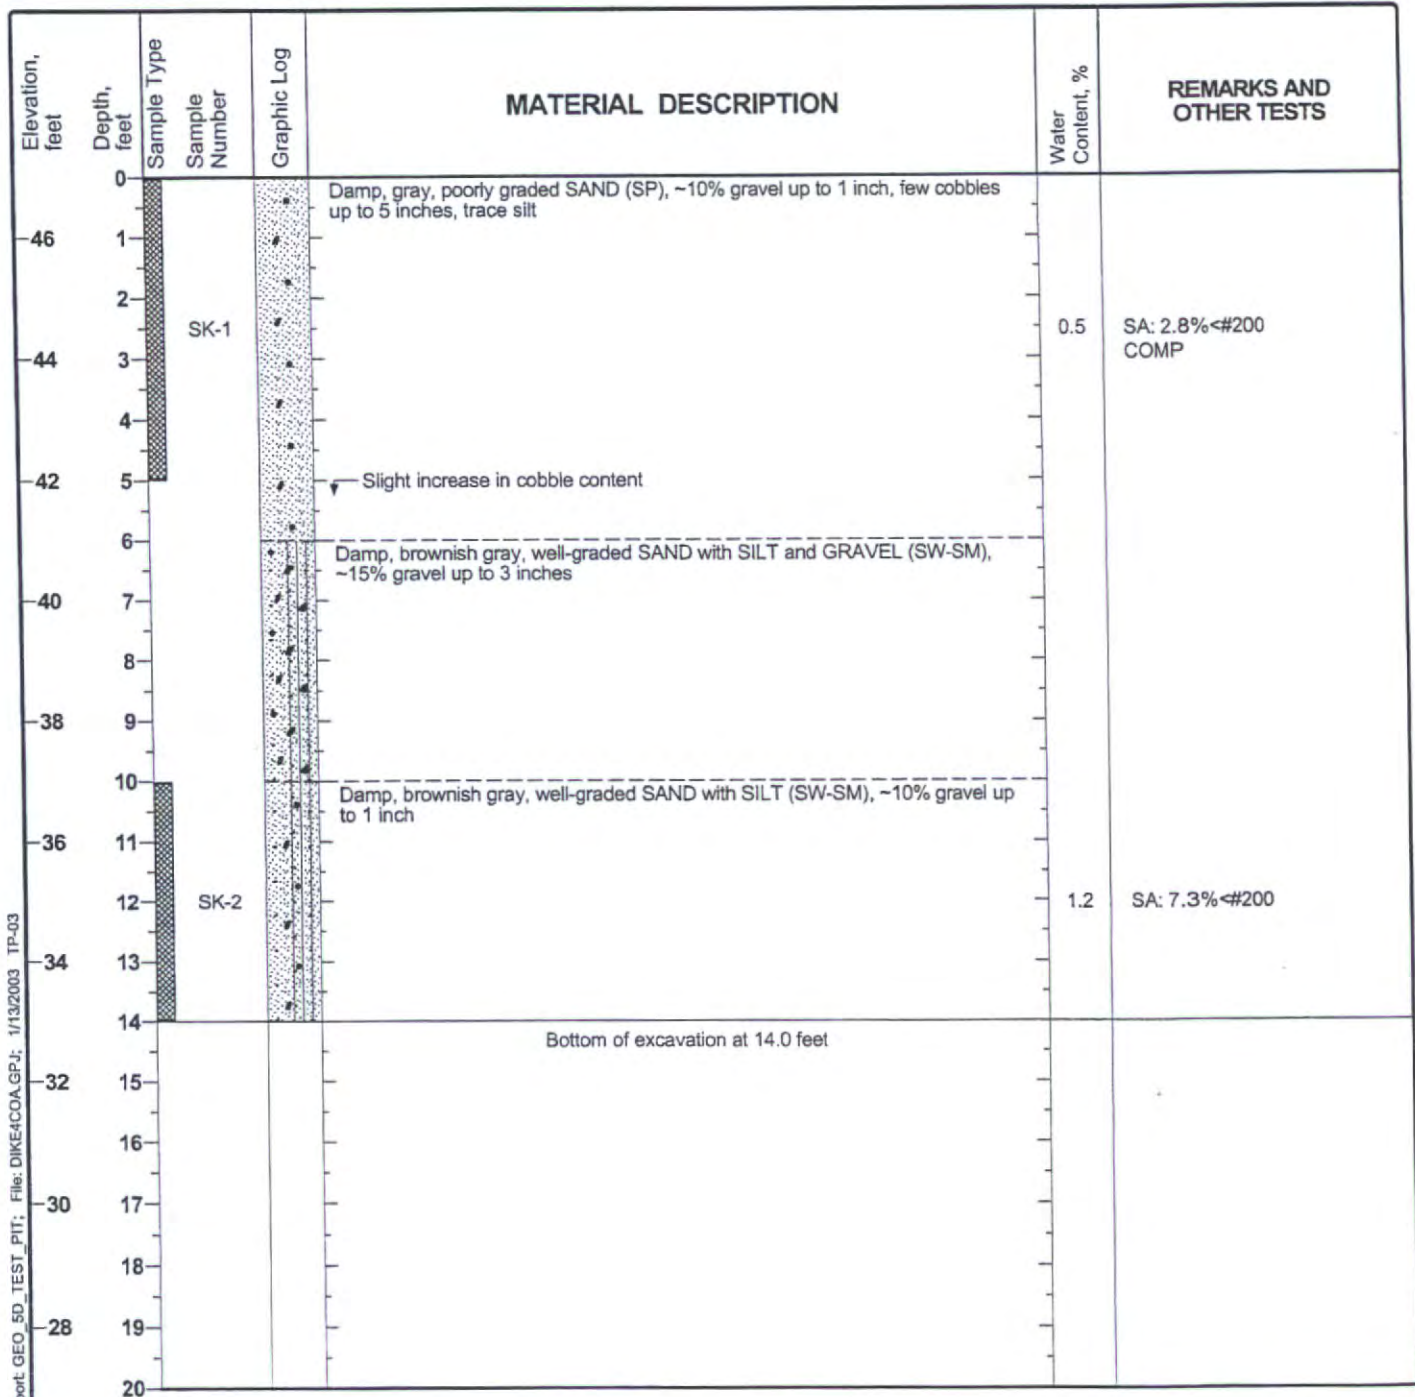 Elevation,
feet
Depth,
feet
Sample Type
Sample
Number
Graphic Log
MATERIAL DESCRIPTION
Water
Content, %
REMARKS AND
OTHER TESTS
0
Damp, gray, poorly graded SAND (SP), ~10% gravel up to 1 inch, few cobbles
up to 5 inches, trace silt
46
1
2
SK-1
0.5
SA: 2.8%<#200
COMP
44
3
4
42
5
Slight increase in cobble content
6
Damp, brownish gray, well-graded SAND with SILT and GRAVEL (SW-SM),
~15% gravel up to 3 inches
40
7
8
38
9
10
Damp, brownish gray, well-graded SAND with SILT (SW-SM), ~10% gravel up
to 1 inch
36
11
12
SK-2
1.2
SA: 7.3%<#200
34
13
14
Bottom of excavation at 14.0 feet
32
15
16
30
17
18
28
19
20
GEO_5D_TEST_PIT; File: DIKE4COA.GPJ; 1/13/2003 TP-03